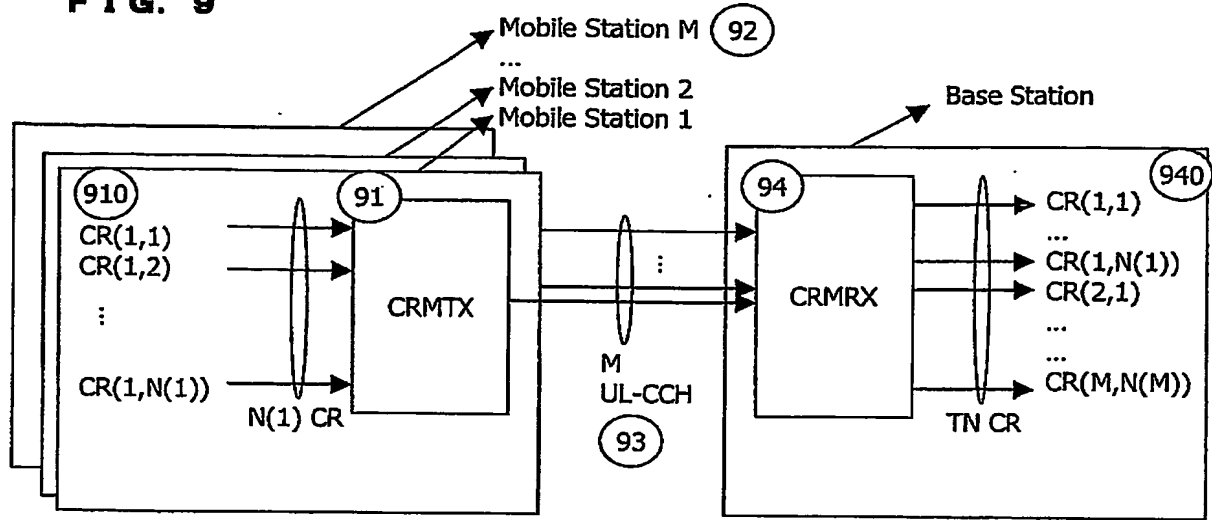 FIG. 9
Mobile Station M 92
...
Mobile Station 2
Mobile Station 1
Base Station
910
91
94
940
CR(1,1)
CR(1,2)
⋮
CR(1,N(1))
N(1) CR
CRMTX
...
M
UL-CCH
93
CRMRX
CR(1,1)
...
CR(1,N(1))
CR(2,1)
...
...
CR(M,N(M))
TN CR